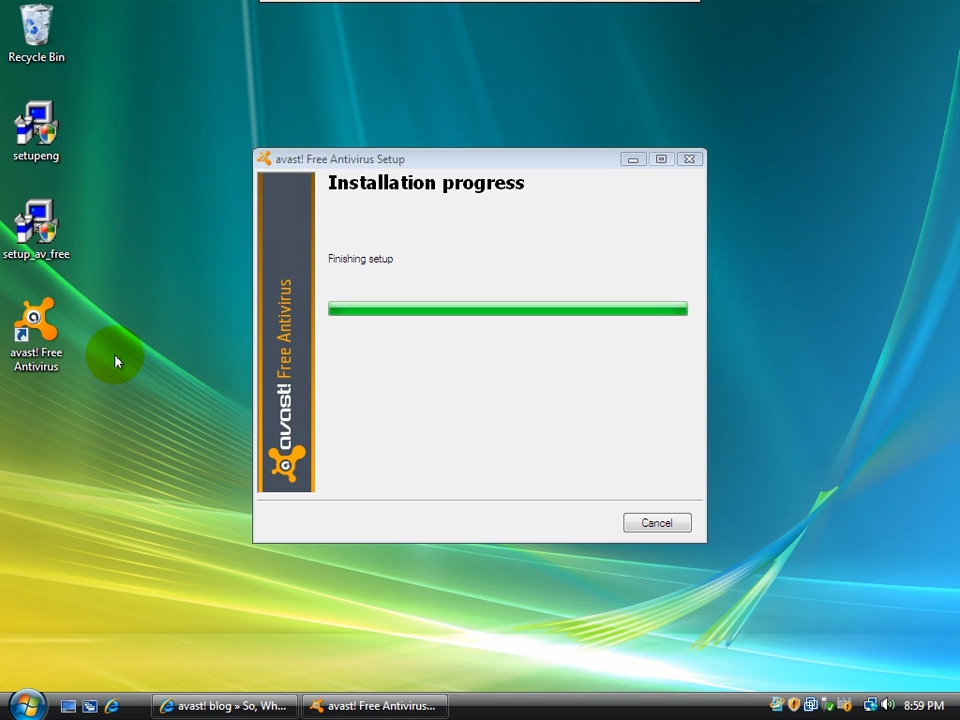 Recycle Bin
setupeng
setup_av_free
avast! Free
Antivirus
avast! Free Antivirus Setup
Installation progress
Finishing setup
avast! Free Antivirus
Cancel
avast! blog » So, Wh...
avast! Free Antivirus...
8:59 PM